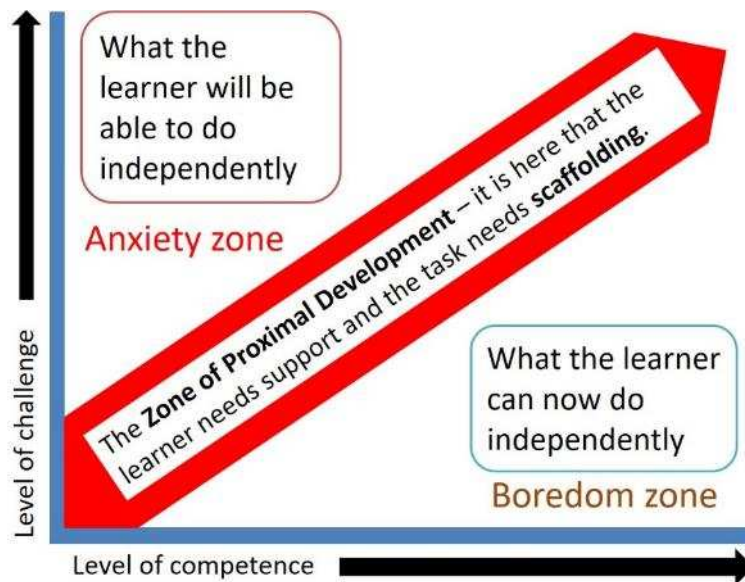 What the
learner will be
able to do
independently
Anxiety zone
The Zone of Proximal Development – it is here that the
learner needs support and the task needs scaffolding.
What the learner
can now do
independently
Boredom zone
Level of challenge
Level of competence